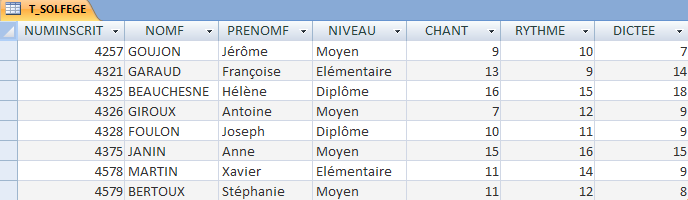 T_SOLFEGE
NUMINSCRIT NOMF PRENOMF NIVEAU CHANT RYTHME DICTEE
4257 GOUJON Jérôme Moyen 9 10 7
4321 GARAUD Françoise Elémentaire 13 9 14
4325 BEAUCHESNE Hélène Diplôme 16 15 18
4326 GIROUX Antoine Moyen 7 12 9
4328 FOULON Joseph Diplôme 10 11 9
4375 JANIN Anne Moyen 15 16 15
4578 MARTIN Xavier Elémentaire 11 14 9
4579 BERTOUX Stéphanie Moyen 11 12 8